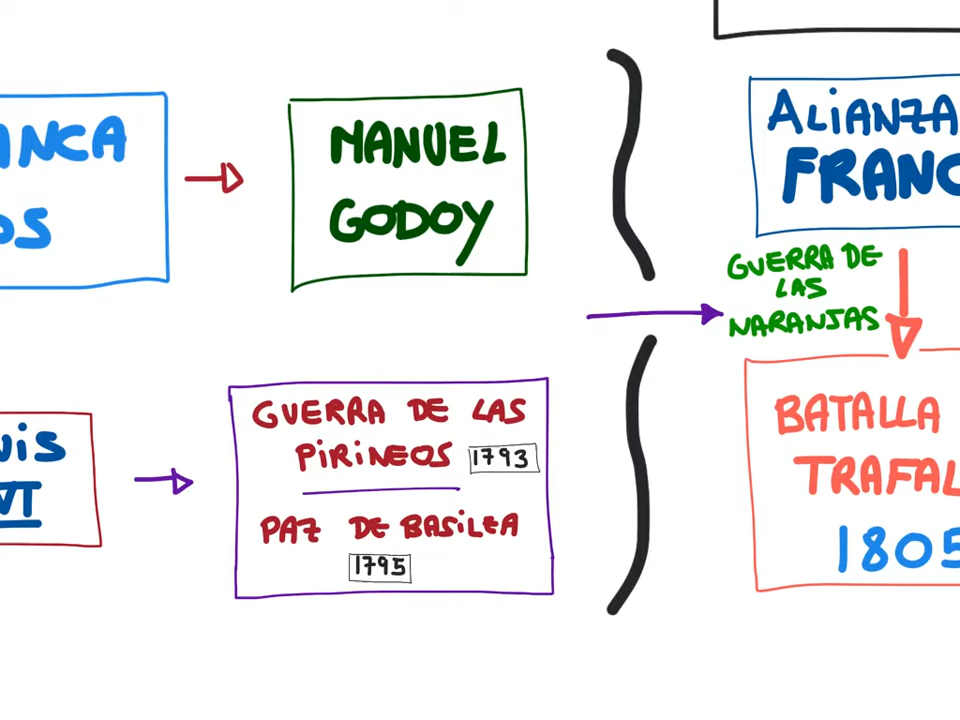 ANCA
OS
MANUEL
GODOY
ALIANZA
FRANC
GUERRA DE
LAS
NARANJAS
UIS
VI
GUERRA DE LAS
PIRINEOS 1793
PAZ DE BASILEA
1795
BATALLA
TRAFAL
1805